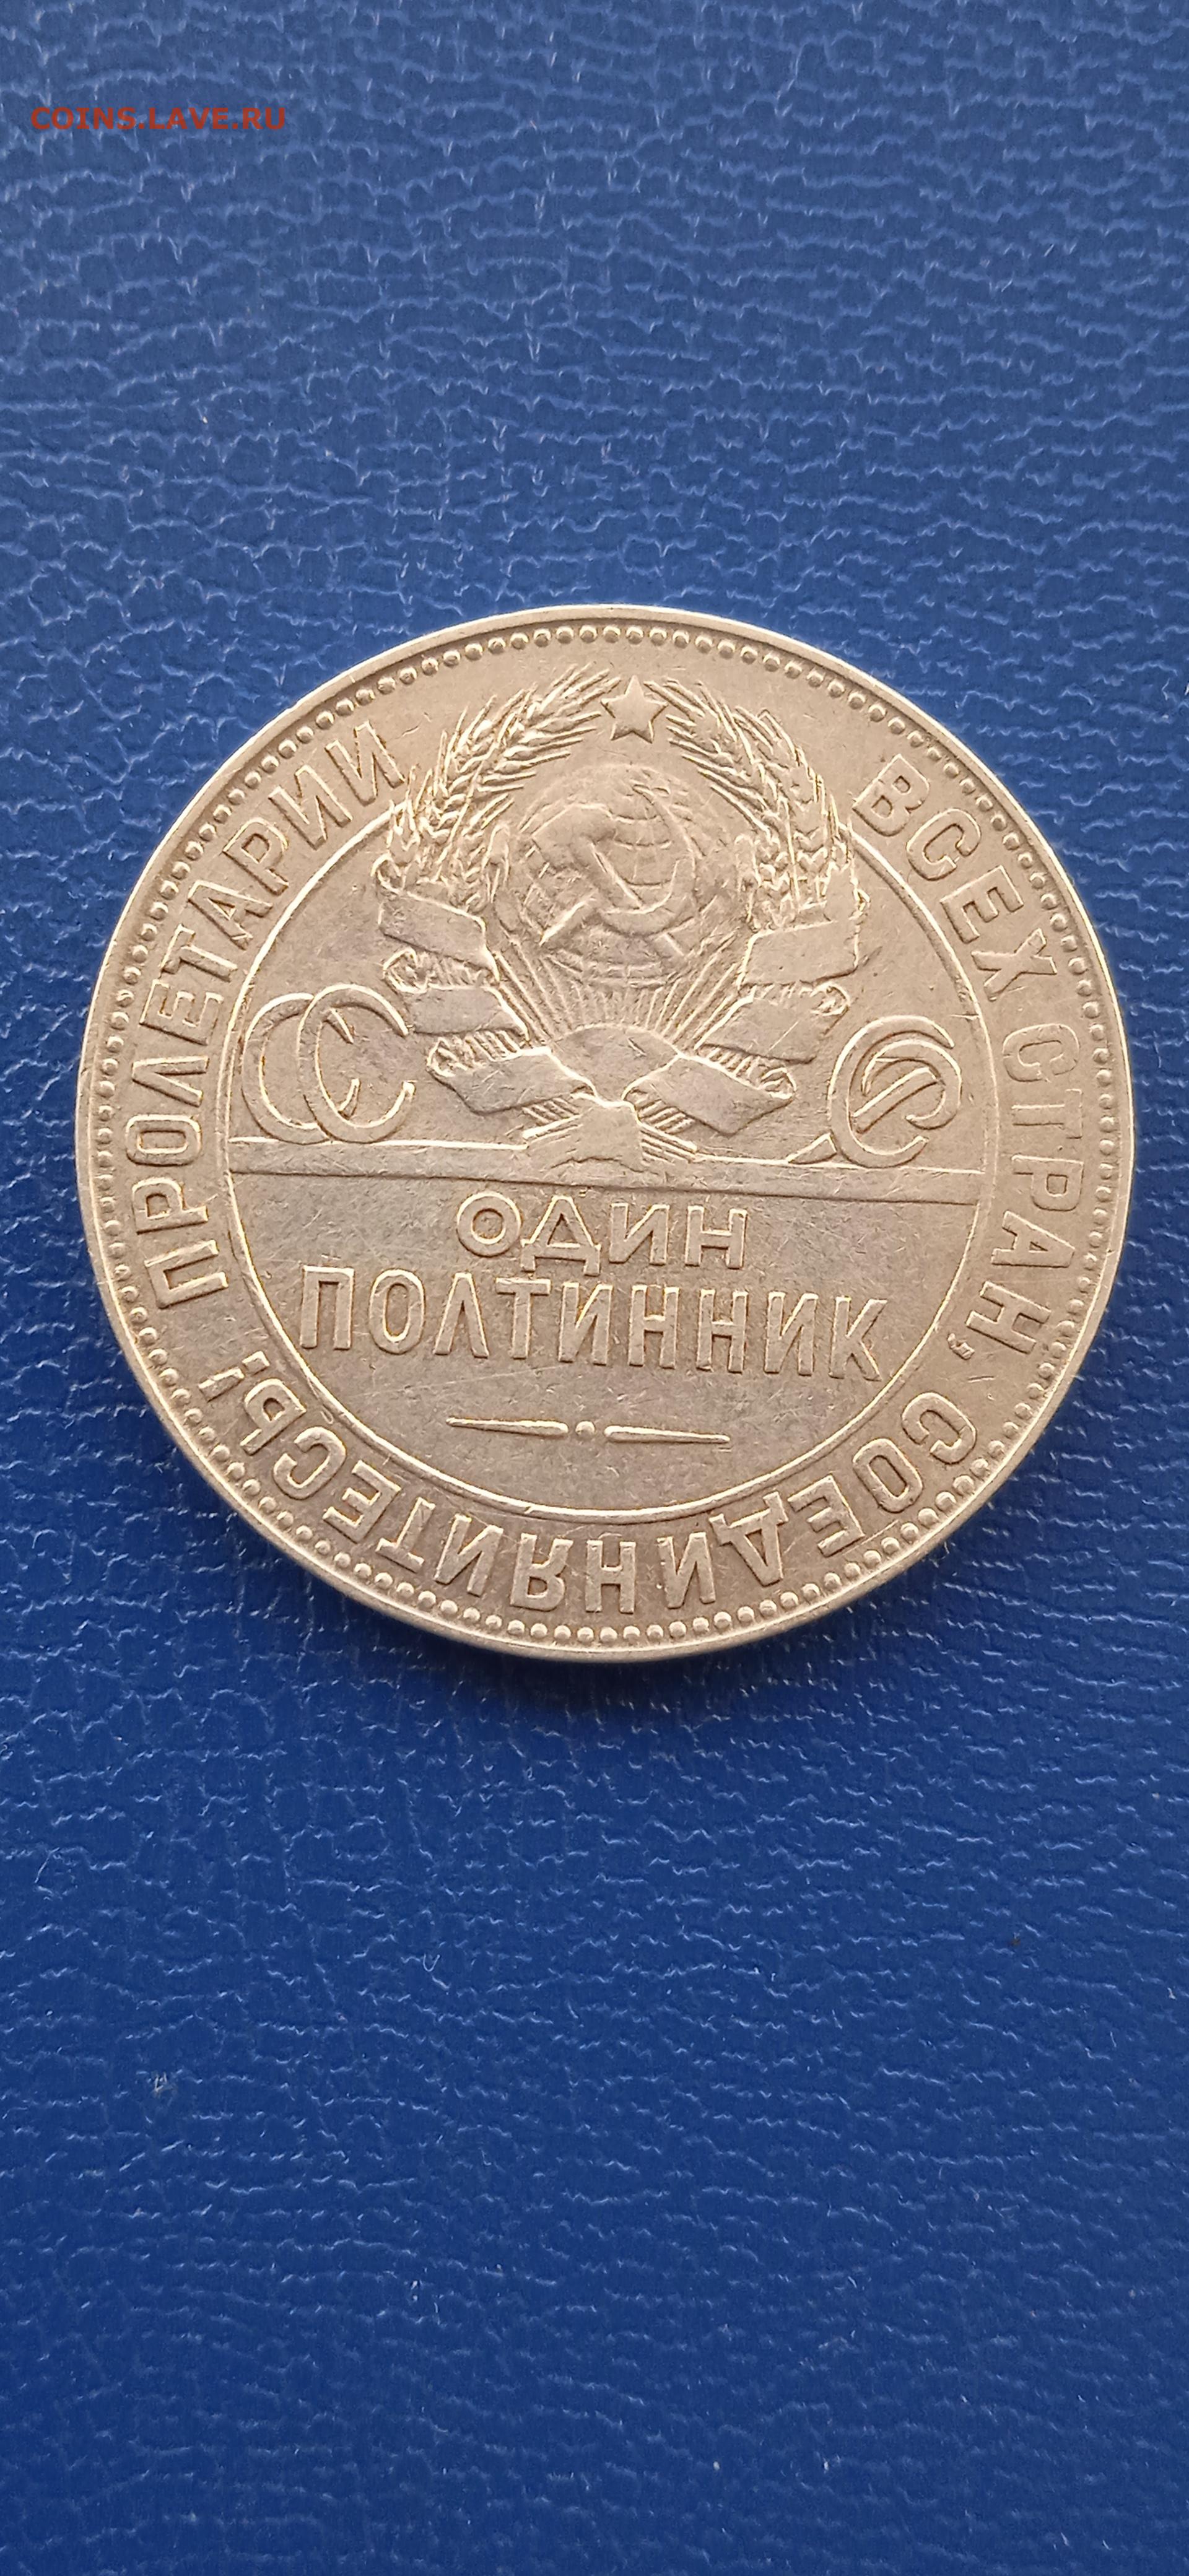 COINS.LAVE.RU
ПРОЛЕТАРИИ ВСЕХ СТРАН, СОЕДИНЯЙТЕСЬ!
СССР
ОДИН
ПОЛТИННИК